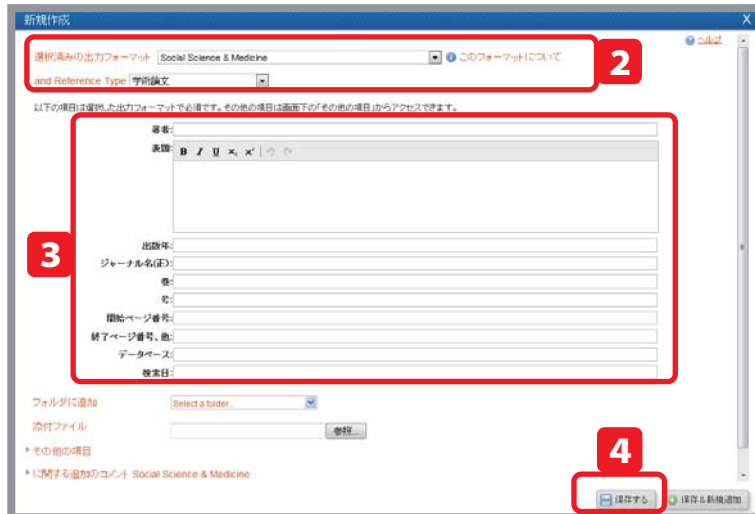 新規作成 X
ヘルプ
選択済みの出力フォーマット Social Science & Medicine このフォーマットについて
2
and Reference Type 学術論文
以下の項目は選択した出力フォーマットで必須です。その他の項目は画面下の「その他の項目」からアクセスできます。
著者:
表題: B I U ×₂ ×²
3
出版年:
ジャーナル名(正):
巻:
号:
開始ページ番号:
終了ページ番号、他:
データベース:
検索日:
フォルダに追加 Select a folder...
添付ファイル 参照...
その他の項目
4
に関する追加のコメント Social Science & Medicine
保存する 保存&新規追加